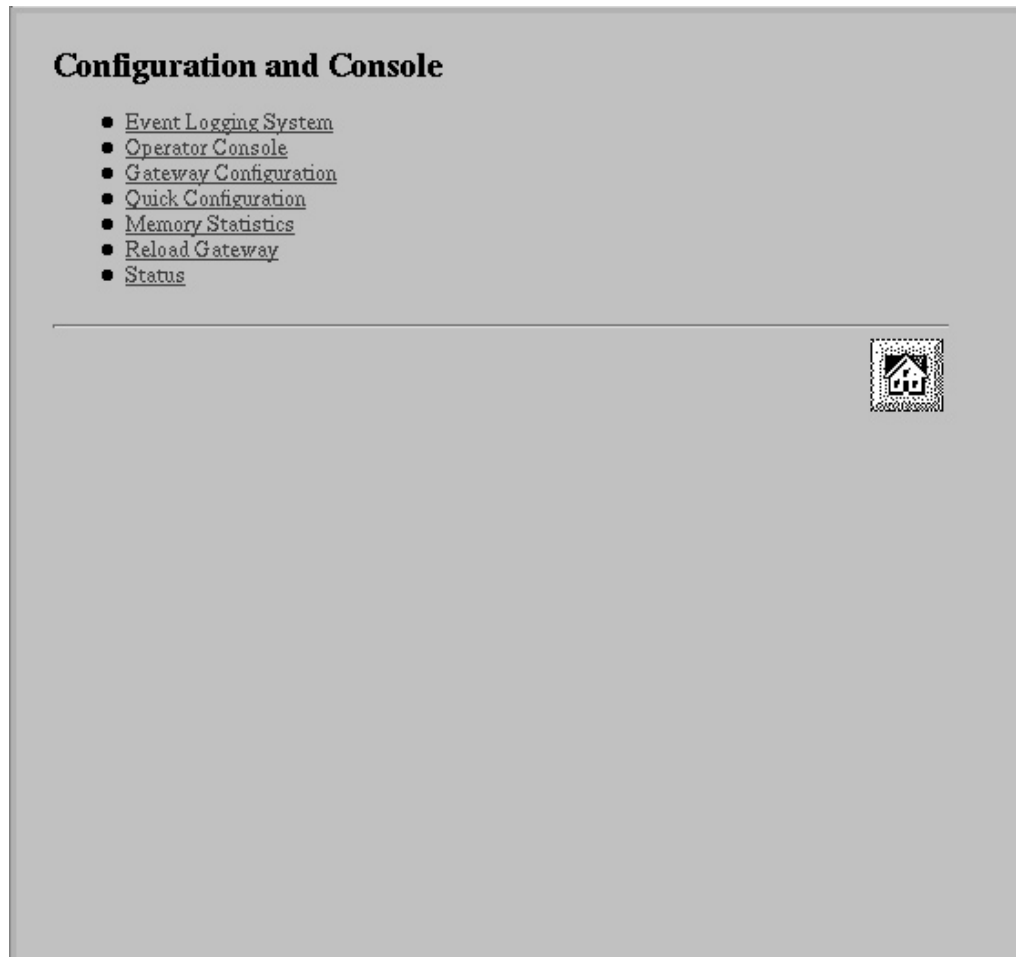 Configuration and Console
Event Logging System
Operator Console
Gateway Configuration
Quick Configuration
Memory Statistics
Reload Gateway
Status